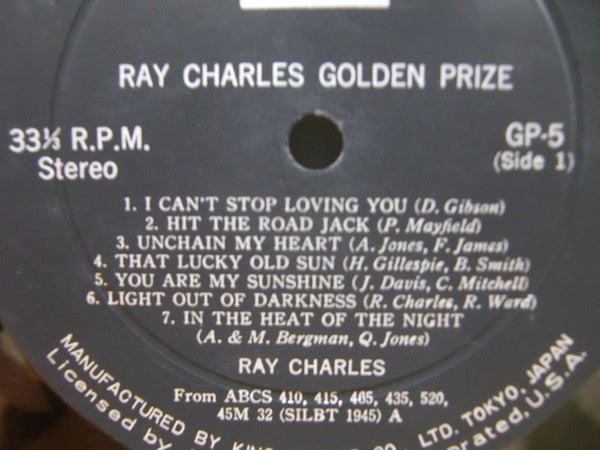 RAY CHARLES GOLDEN PRIZE
33⅓ R.P.M.
Stereo
GP-5
(Side 1)
1. I CAN'T STOP LOVING YOU (D. Gibson)
2. HIT THE ROAD JACK (P. Mayfield)
3. UNCHAIN MY HEART (A. Jones, F. James)
4. THAT LUCKY OLD SUN (H. Gillespie, B. Smith)
5. YOU ARE MY SUNSHINE (J. Davis, C. Mitchell)
6. LIGHT OUT OF DARKNESS (R. Charles, R. Ward)
7. IN THE HEAT OF THE NIGHT
(A. & M. Bergman, Q. Jones)
RAY CHARLES
From ABCS 410, 415, 465, 435, 520,
45M 32 (SILBT 1945) A
MANUFACTURED BY KING CO., LTD. TOKYO, JAPAN
Licensed by U.S.A.